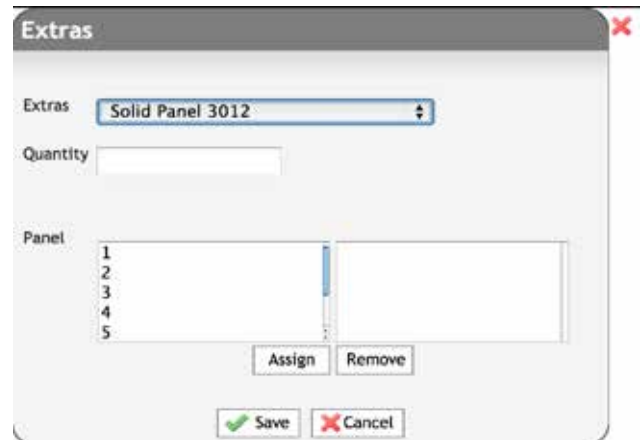 Extras
Extras Solid Panel 3012
Quantity
Panel
1
2
3
4
5
Assign Remove
Save Cancel